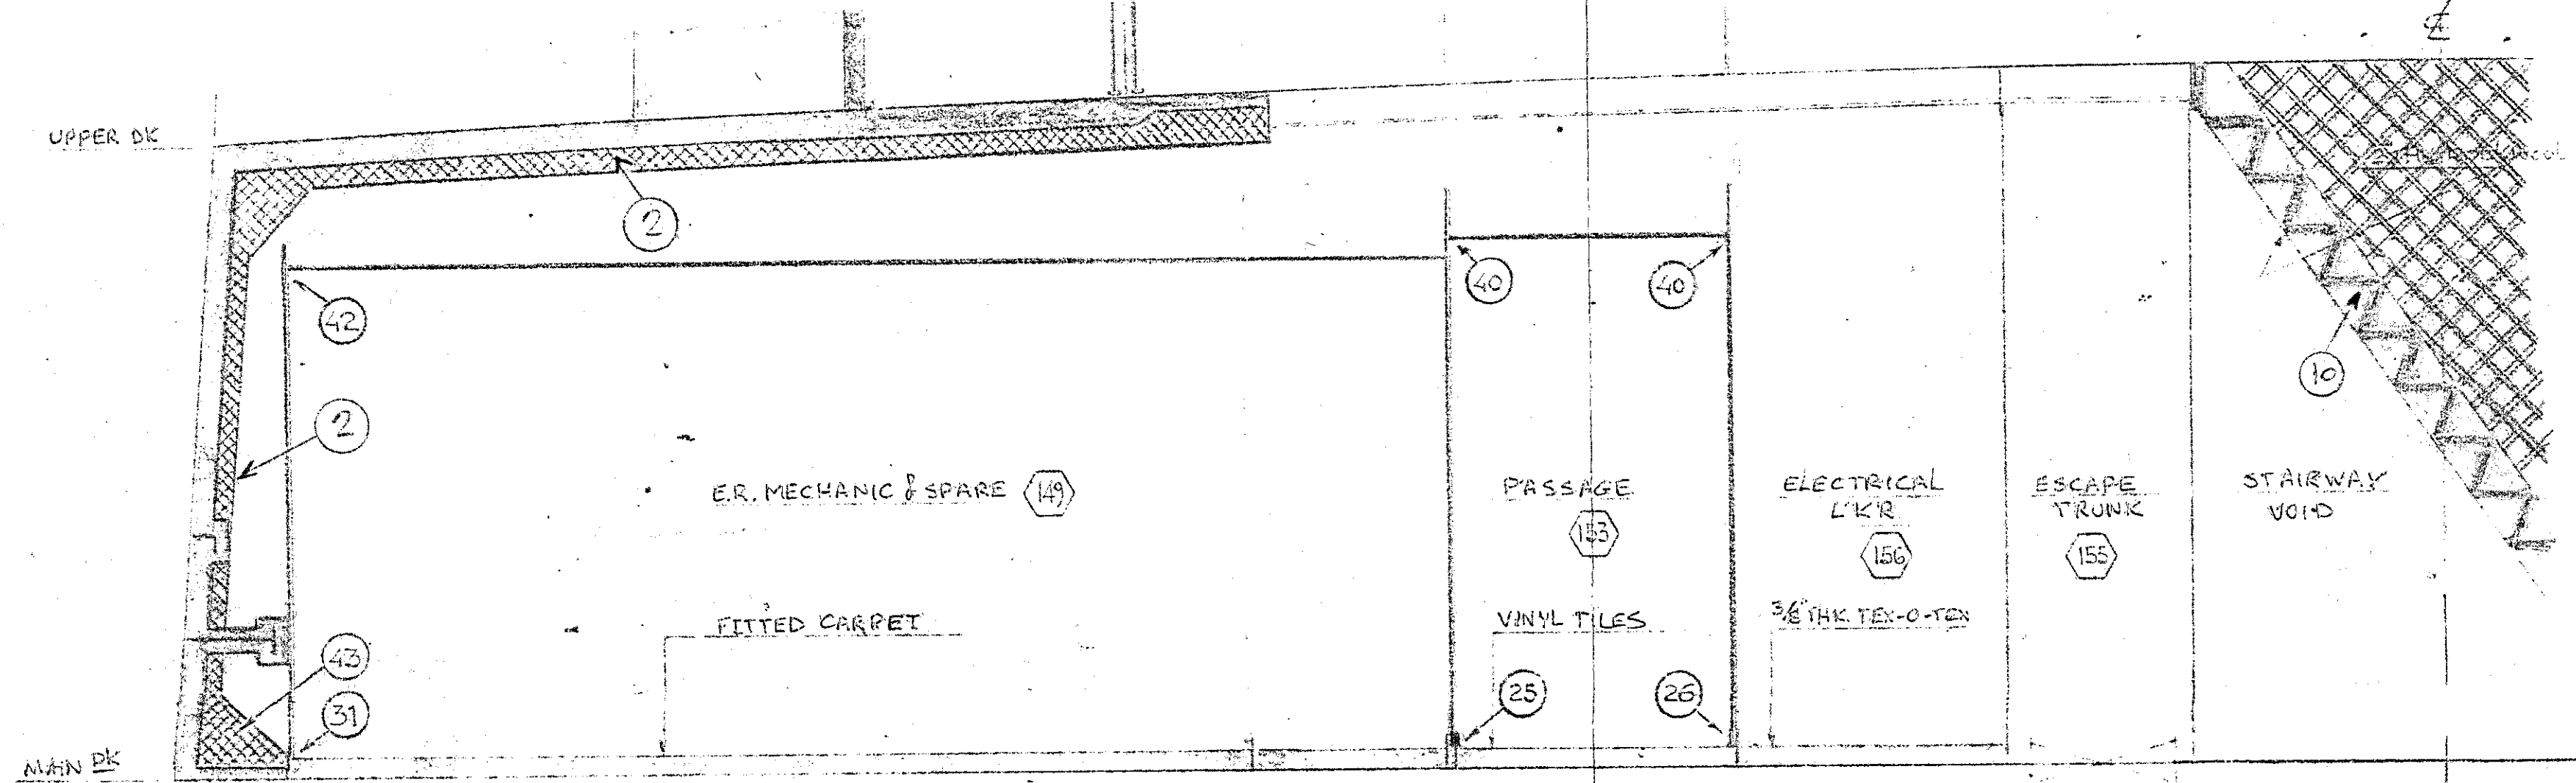 UPPER DK
2
42
2
40
40
10
E.R. MECHANIC & SPARE 149
PASSAGE
153
ELECTRICAL
L'K'R
156
ESCAPE
TRUNK
155
STAIRWAY
VOID
FITTED CARPET
VINYL TILES
3/8" THK. TEX-O-TEX
43
31
25
26
MAIN DK